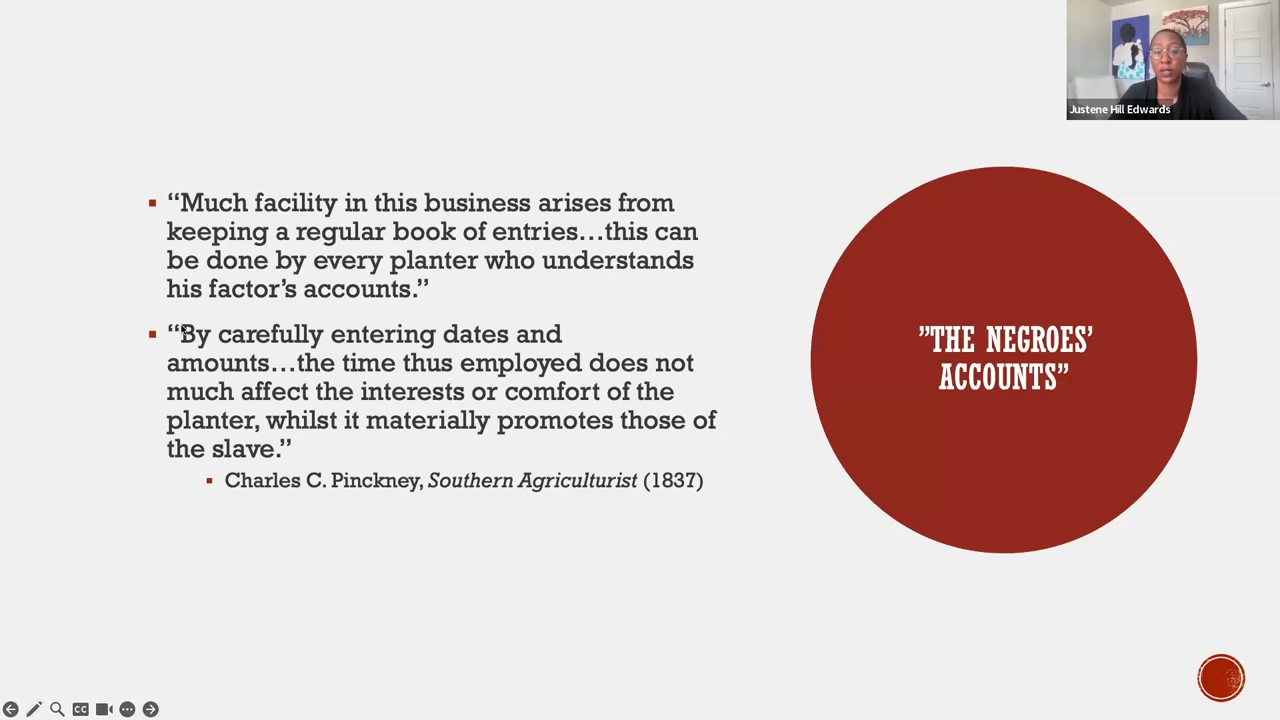 Justene Hill Edwards
“Much facility in this business arises from
keeping a regular book of entries…this can
be done by every planter who understands
his factor’s accounts.”
“By carefully entering dates and
amounts…the time thus employed does not
much affect the interests or comfort of the
planter, whilst it materially promotes those of
the slave.”
Charles C. Pinckney, Southern Agriculturist (1837)
”THE NEGROES’
ACCOUNTS”
CC